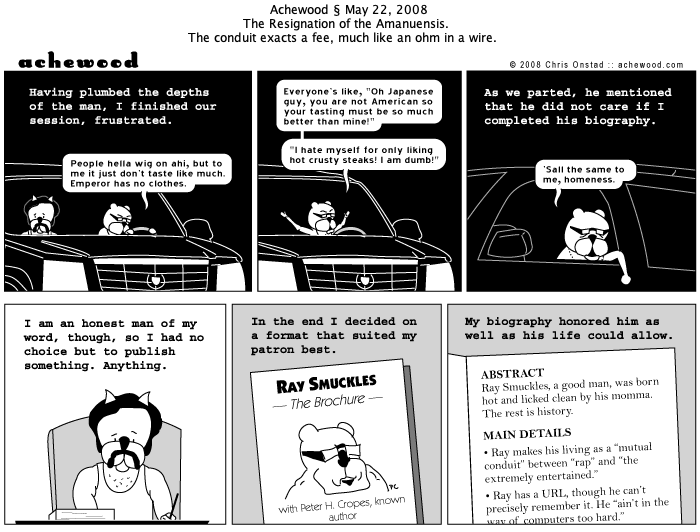 Achewood § May 22, 2008
The Resignation of the Amanuensis.
The conduit exacts a fee, much like an ohm in a wire.
achewood
© 2008 Chris Onstad :: achewood.com
Having plumbed the depths
of the man, I finished our
session, frustrated.
People hella wig on ahi, but to
me it just don't taste like much.
Emperor has no clothes.
Everyone's like, "Oh Japanese
guy, you are not American so
your tasting must be so much
better than mine!"
"I hate myself for only liking
hot crusty steaks! I am dumb!"
As we parted, he mentioned
that he did not care if I
completed his biography.
'Sall the same to
me, homeness.
I am an honest man of my
word, though, so I had no
choice but to publish
something. Anything.
In the end I decided on
a format that suited my
patron best.
RAY SMUCKLES
— The Brochure —
PC
with Peter H. Cropes, known
author
My biography honored him as
well as his life could allow.
ABSTRACT
Ray Smuckles, a good man, was born
hot and licked clean by his momma.
The rest is history.
MAIN DETAILS
• Ray makes his living as a "mutual
conduit" between "rap" and "the
extremely entertained."
• Ray has a URL, though he can't
precisely remember it. He "ain't in the
way of computers too hard."